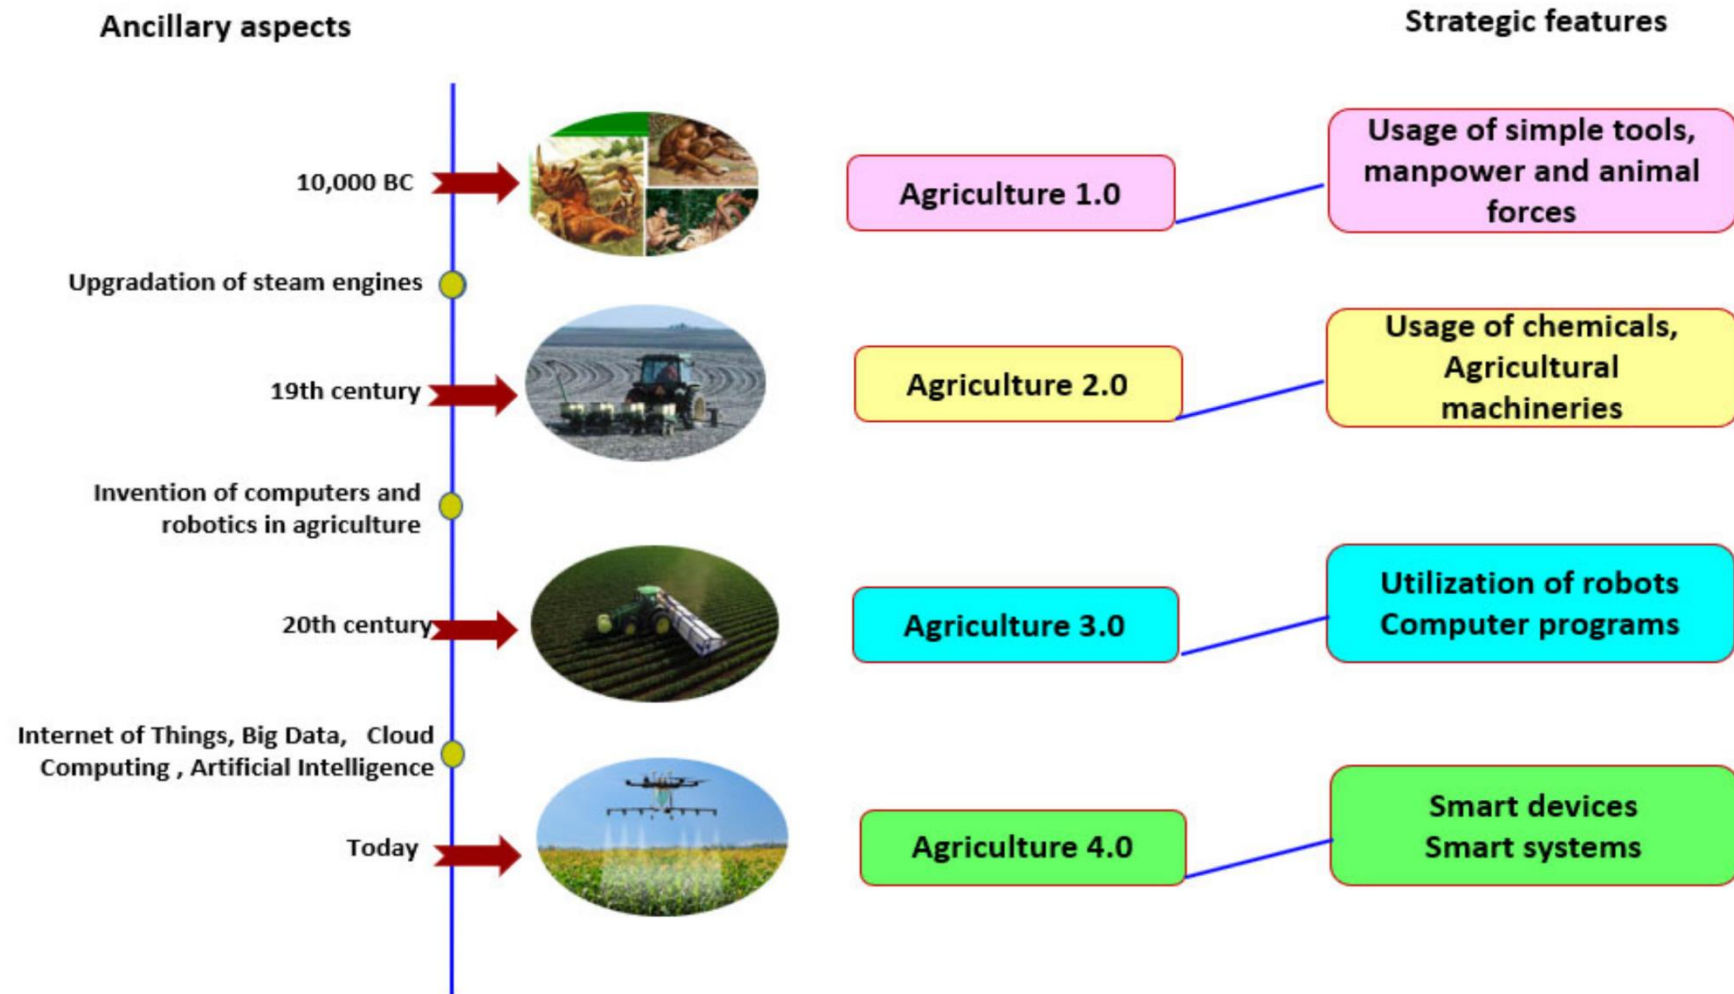 Ancillary aspects
Strategic features
10,000 BC
Agriculture 1.0
Usage of simple tools,
manpower and animal
forces
Upgradation of steam engines
19th century
Agriculture 2.0
Usage of chemicals,
Agricultural
machineries
Invention of computers and
robotics in agriculture
20th century
Agriculture 3.0
Utilization of robots
Computer programs
Internet of Things, Big Data,   Cloud
Computing , Artificial Intelligence
Today
Agriculture 4.0
Smart devices
Smart systems